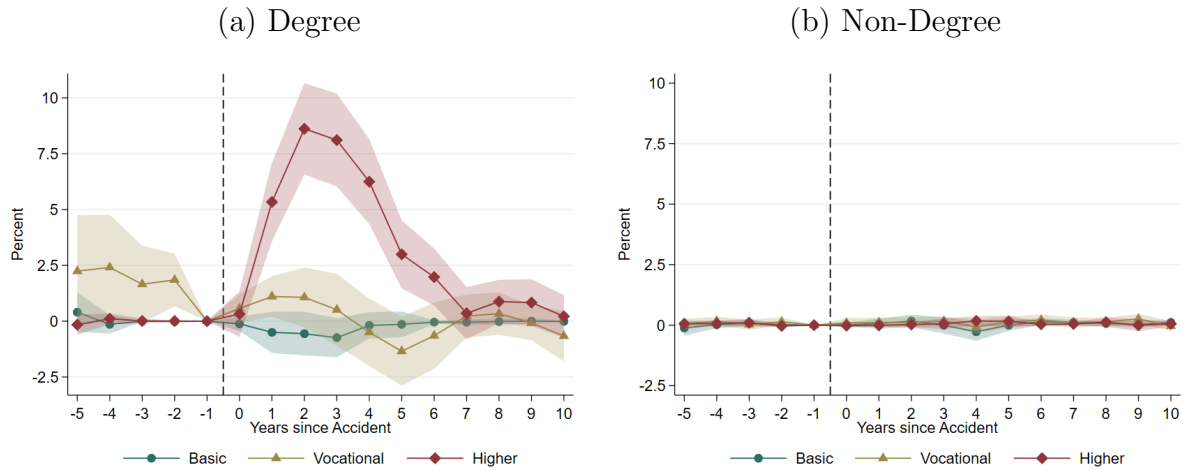 (a) Degree
10
7.5
5
2.5
0
-2.5
Percent
-5 -4 -3 -2 -1 0 1 2 3 4 5 6 7 8 9 10
Years since Accident
Basic Vocational Higher
(b) Non-Degree
10
7.5
5
2.5
0
-2.5
Percent
-5 -4 -3 -2 -1 0 1 2 3 4 5 6 7 8 9 10
Years since Accident
Basic Vocational Higher